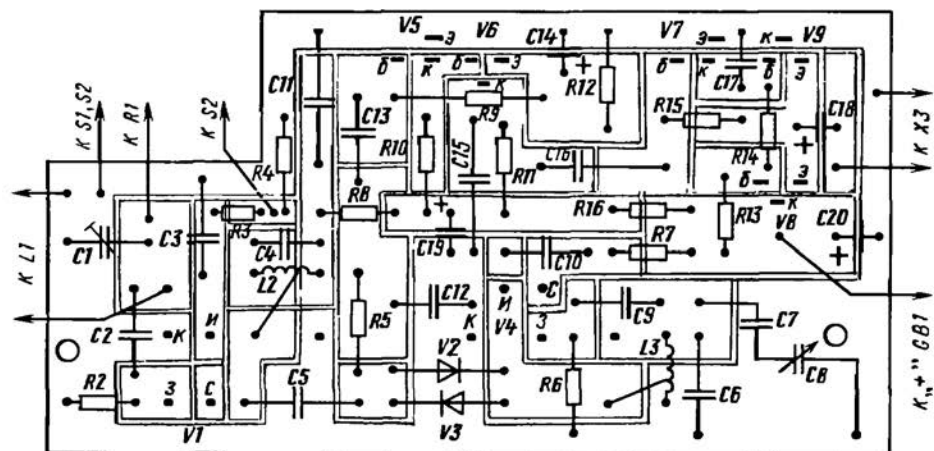 V5 э V6 C14 V7 э к V9
б к б э б к б э
C11 C13 к R9 R12 C17 C18
R15
К S1,S2 К R1 К S2 R4 R10 C15 R11 C16 R14 К X3
б э
R8 R16 R13 к V8
C1 C3 R3 C4 C19 C10 R7 C20
К L1 L2 C12 И С C9 C7
C2 К И R5 К V4 З L3 C8 К „+" GB1
R2 З С C5 V2 R6 C6
V1 V3